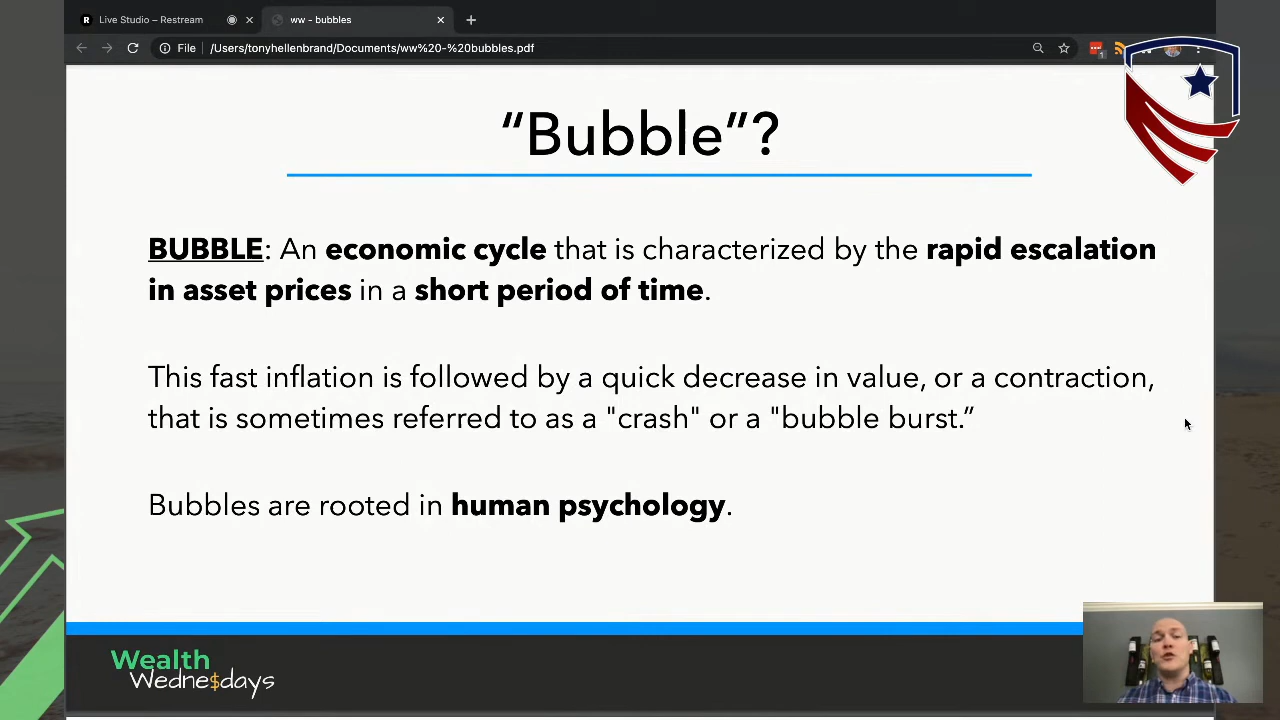 Live Studio – Restream
ww - bubbles
File
/Users/tonyhellenbrand/Documents/ww%20-%20bubbles.pdf
“Bubble”?
BUBBLE: An economic cycle that is characterized by the rapid escalation
in asset prices in a short period of time.
This fast inflation is followed by a quick decrease in value, or a contraction,
that is sometimes referred to as a "crash" or a "bubble burst.”
Bubbles are rooted in human psychology.
Wealth
Wedne$days